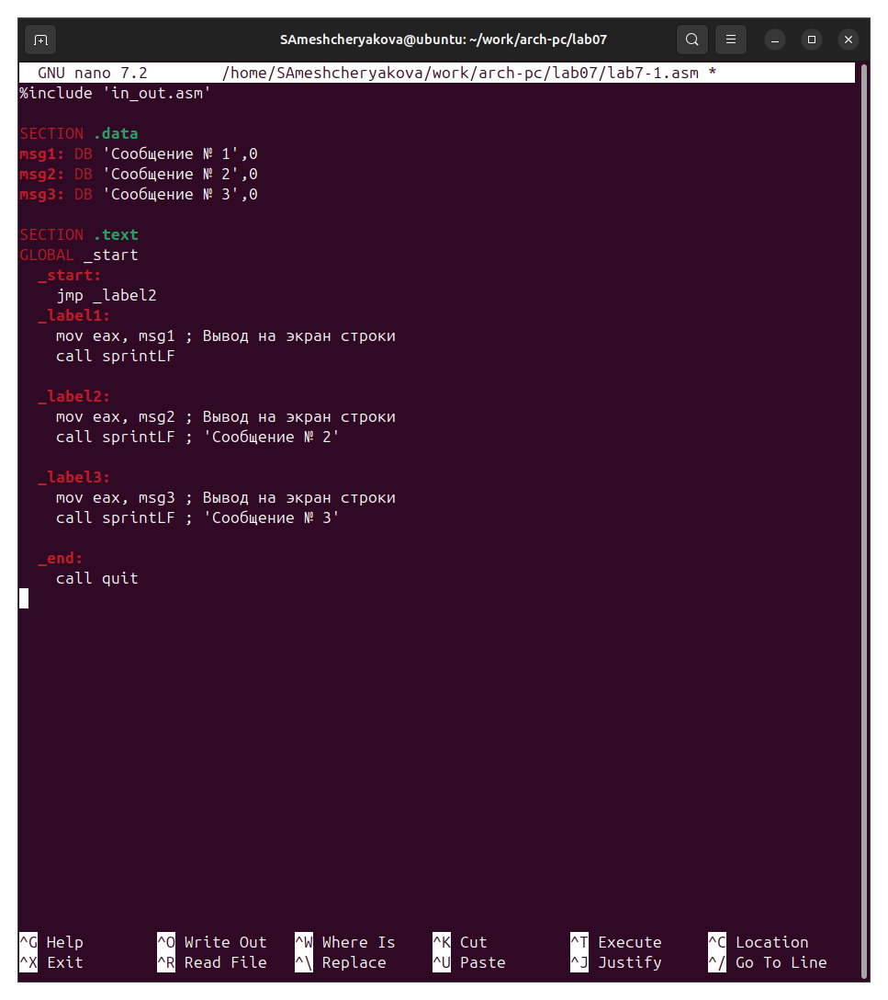 SAmeshcheryakova@ubuntu: ~/work/arch-pc/lab07
GNU nano 7.2 /home/SAmeshcheryakova/work/arch-pc/lab07/lab7-1.asm *
%include 'in_out.asm'
SECTION .data
msg1: DB 'Сообщение № 1',0
msg2: DB 'Сообщение № 2',0
msg3: DB 'Сообщение № 3',0
SECTION .text
GLOBAL _start
_start:
jmp _label2
_label1:
mov eax, msg1 ; Вывод на экран строки
call sprintLF
_label2:
mov eax, msg2 ; Вывод на экран строки
call sprintLF ; 'Сообщение № 2'
_label3:
mov eax, msg3 ; Вывод на экран строки
call sprintLF ; 'Сообщение № 3'
_end:
call quit
^G Help ^O Write Out ^W Where Is ^K Cut ^T Execute ^C Location
^X Exit ^R Read File ^\ Replace ^U Paste ^J Justify ^/ Go To Line